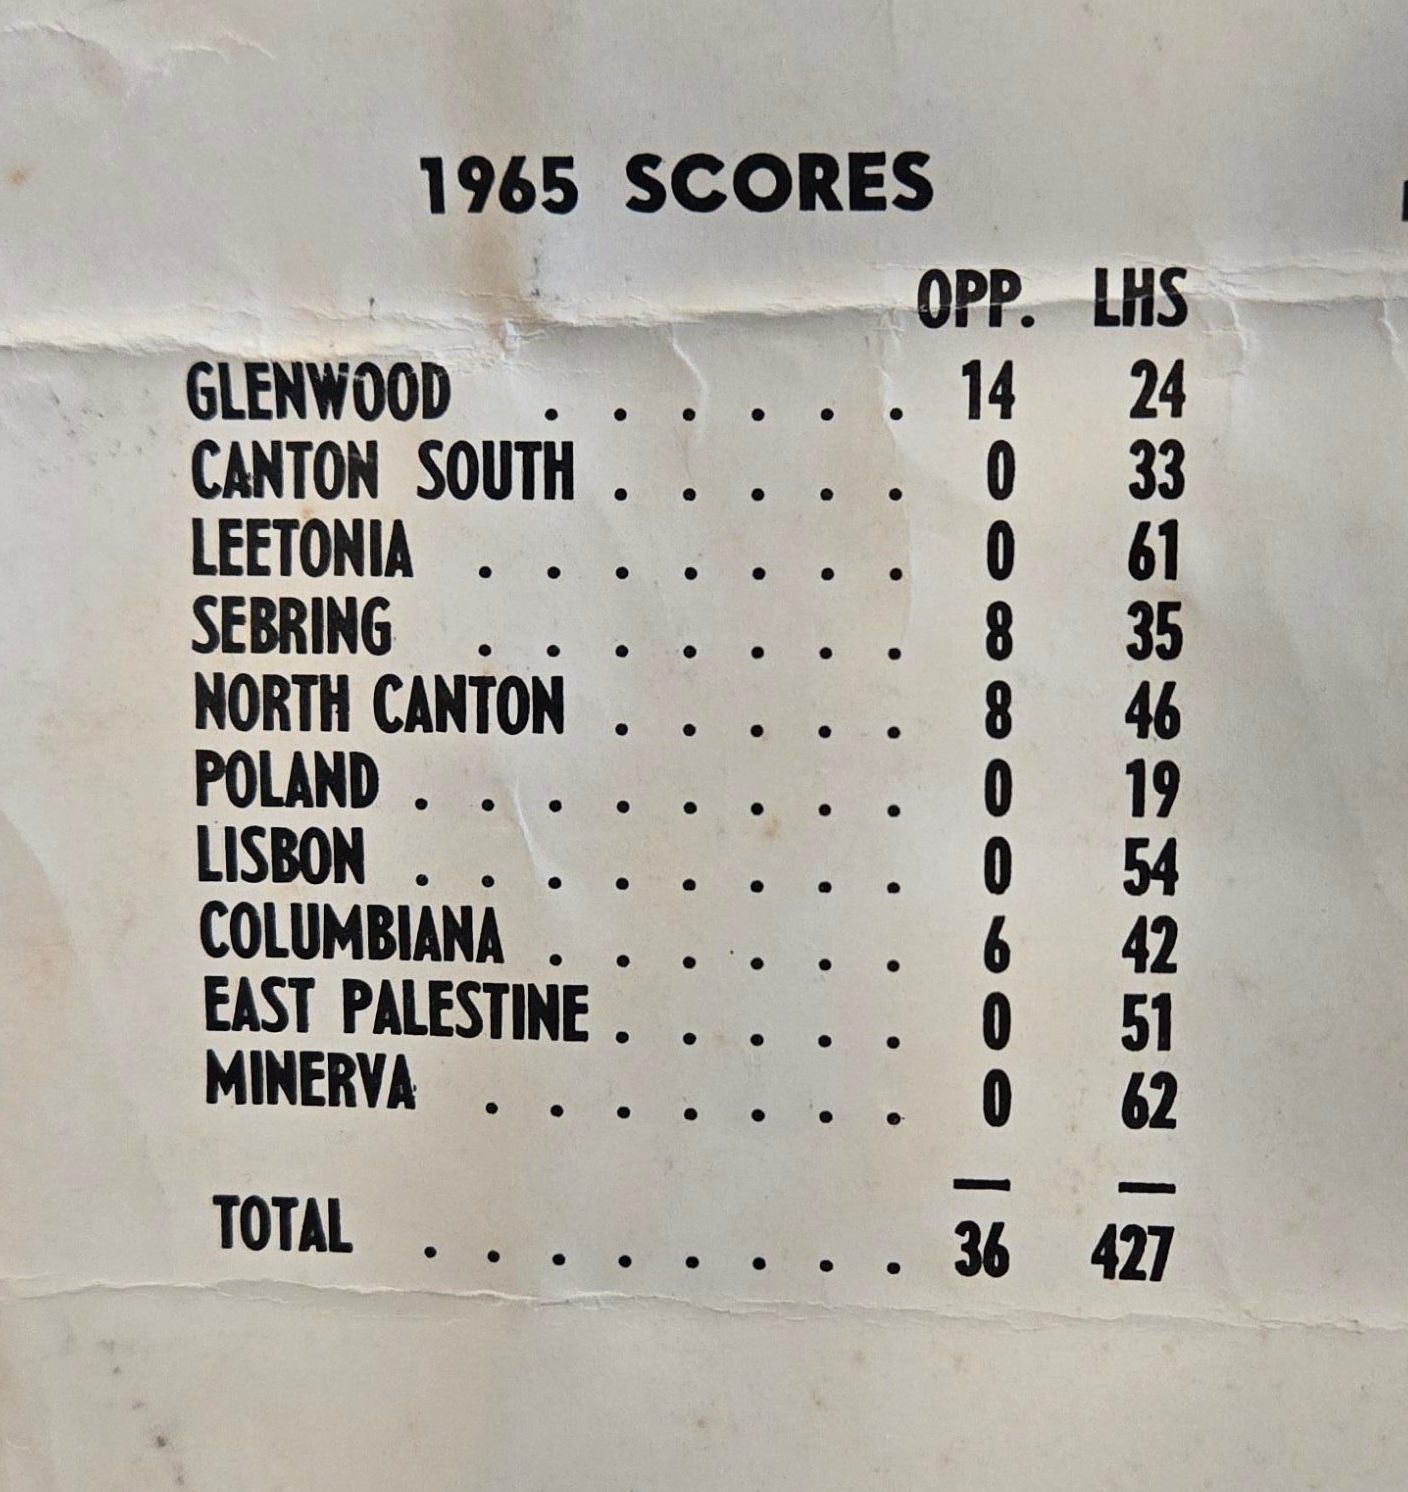 1965 SCORES
OPP. LHS
GLENWOOD . . . . . . 14 24
CANTON SOUTH . . . . . 0 33
LEETONIA . . . . . . . 0 61
SEBRING . . . . . . . 8 35
NORTH CANTON . . . . . 8 46
POLAND . . . . . . . . 0 19
LISBON . . . . . . . . 0 54
COLUMBIANA . . . . . . 6 42
EAST PALESTINE . . . . . 0 51
MINERVA . . . . . . . 0 62
TOTAL . . . . . . . . 36 427